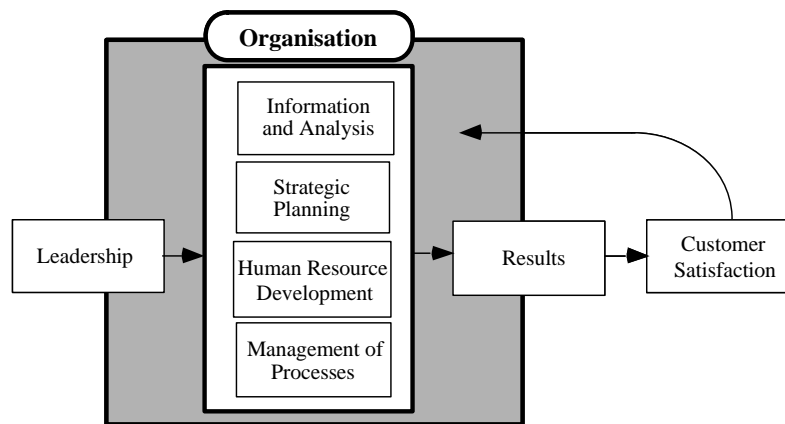 Organisation
Information
and Analysis
Strategic
Planning
Leadership
Human Resource
Development
Results
Customer
Satisfaction
Management of
Processes